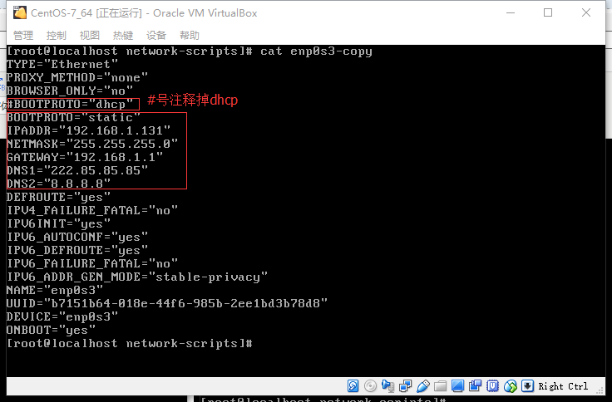 CentOS-7_64 [正在运行] - Oracle VM VirtualBox
管理 控制 视图 热键 设备 帮助
[root@localhost network-scripts]# cat enp0s3-copy
TYPE="Ethernet"
PROXY_METHOD="none"
BROWSER_ONLY="no"
#BOOTPROTO="dhcp" #号注释掉dhcp
BOOTPROTO="static"
IPADDR="192.168.1.131"
NETMASK="255.255.255.0"
GATEWAY="192.168.1.1"
DNS1="222.85.85.85"
DNS2="8.8.8.8"
DEFROUTE="yes"
IPV4_FAILURE_FATAL="no"
IPV6INIT="yes"
IPV6_AUTOCONF="yes"
IPV6_DEFROUTE="yes"
IPV6_FAILURE_FATAL="no"
IPV6_ADDR_GEN_MODE="stable-privacy"
NAME="enp0s3"
UUID="b7151b64-018e-44f6-985b-2ee1bd3b78d8"
DEVICE="enp0s3"
ONBOOT="yes"
[root@localhost network-scripts]#
Right Ctrl
[root@localhost network-scripts]#